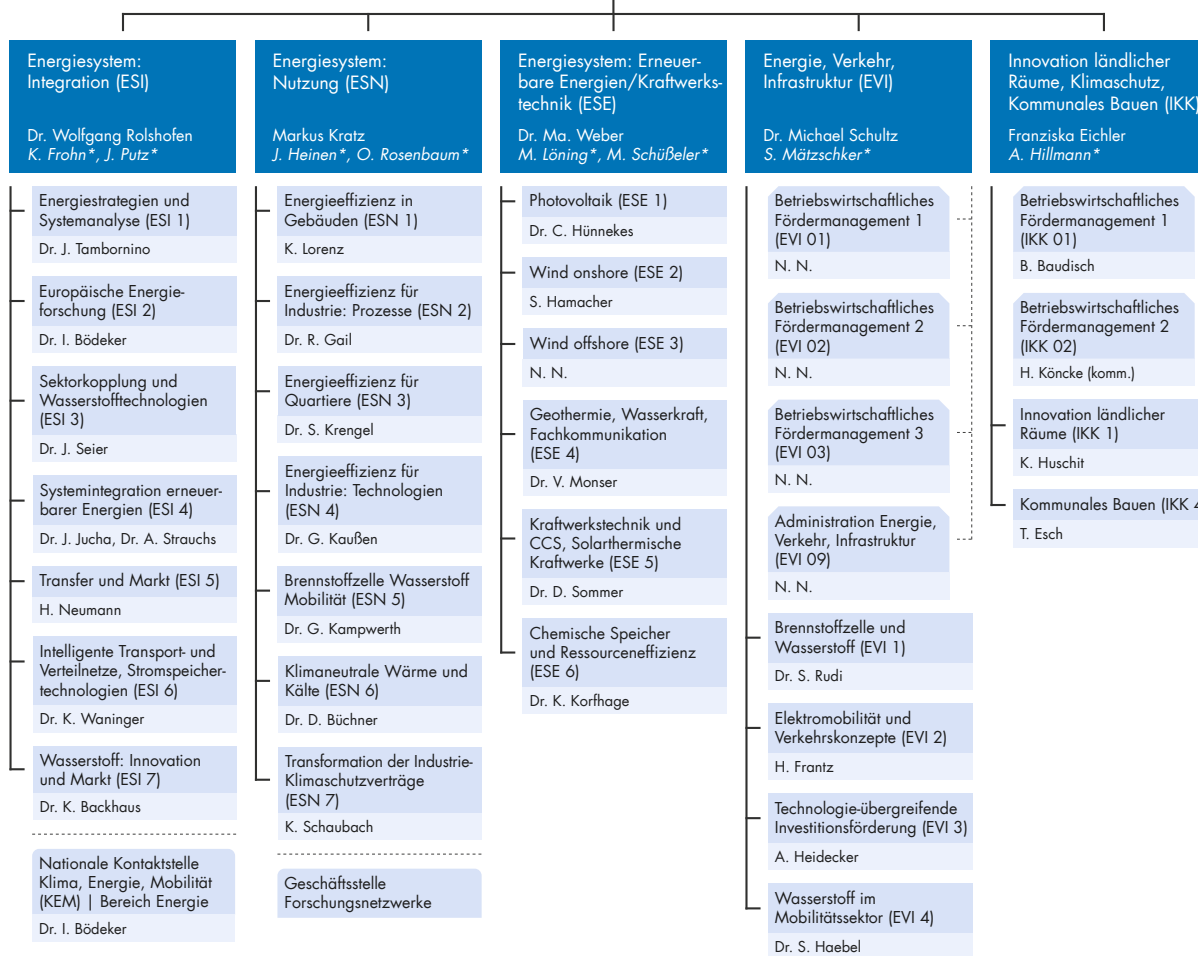 Energiesystem:
Integration (ESI)
Dr. Wolfgang Rolshofen
K. Frohn*, J. Putz*
Energiestrategien und
Systemanalyse (ESI 1)
Dr. J. Tambornino
Europäische Energie-
forschung (ESI 2)
Dr. I. Bödeker
Sektorkopplung und
Wasserstofftechnologien
(ESI 3)
Dr. J. Seier
Systemintegration erneuer-
barer Energien (ESI 4)
Dr. J. Jucha, Dr. A. Strauchs
Transfer und Markt (ESI 5)
H. Neumann
Intelligente Transport- und
Verteilnetze, Stromspeicher-
technologien (ESI 6)
Dr. K. Waninger
Wasserstoff: Innovation
und Markt (ESI 7)
Dr. K. Backhaus
Nationale Kontaktstelle
Klima, Energie, Mobilität
(KEM) | Bereich Energie
Dr. I. Bödeker
Energiesystem:
Nutzung (ESN)
Markus Kratz
J. Heinen*, O. Rosenbaum*
Energieeffizienz in
Gebäuden (ESN 1)
K. Lorenz
Energieeffizienz für
Industrie: Prozesse (ESN 2)
Dr. R. Gail
Energieeffizienz für
Quartiere (ESN 3)
Dr. S. Krengel
Energieeffizienz für
Industrie: Technologien
(ESN 4)
Dr. G. Kaußen
Brennstoffzelle Wasserstoff
Mobilität (ESN 5)
Dr. G. Kampwerth
Klimaneutrale Wärme und
Kälte (ESN 6)
Dr. D. Büchner
Transformation der Industrie-
Klimaschutzverträge
(ESN 7)
K. Schaubach
Geschäftsstelle
Forschungsnetzwerke
Energiesystem: Erneuer-
bare Energien/Kraftwerks-
technik (ESE)
Dr. Ma. Weber
M. Löning*, M. Schüßeler*
Photovoltaik (ESE 1)
Dr. C. Hünnekes
Wind onshore (ESE 2)
S. Hamacher
Wind offshore (ESE 3)
N. N.
Geothermie, Wasserkraft,
Fachkommunikation
(ESE 4)
Dr. V. Monser
Kraftwerkstechnik und
CCS, Solarthermische
Kraftwerke (ESE 5)
Dr. D. Sommer
Chemische Speicher
und Ressourceneffizienz
(ESE 6)
Dr. K. Korfhage
Energie, Verkehr,
Infrastruktur (EVI)
Dr. Michael Schultz
S. Mätzschker*
Betriebswirtschaftliches
Fördermanagement 1
(EVI 01)
N. N.
Betriebswirtschaftliches
Fördermanagement 2
(EVI 02)
N. N.
Betriebswirtschaftliches
Fördermanagement 3
(EVI 03)
N. N.
Administration Energie,
Verkehr, Infrastruktur
(EVI 09)
N. N.
Brennstoffzelle und
Wasserstoff (EVI 1)
Dr. S. Rudi
Elektromobilität und
Verkehrskonzepte (EVI 2)
H. Frantz
Technologie-übergreifende
Investitionsförderung (EVI 3)
A. Heidecker
Wasserstoff im
Mobilitätssektor (EVI 4)
Dr. S. Haebel
Innovation ländlicher
Räume, Klimaschutz,
Kommunales Bauen (IKK)
Franziska Eichler
A. Hillmann*
Betriebswirtschaftliches
Fördermanagement 1
(IKK 01)
B. Baudisch
Betriebswirtschaftliches
Fördermanagement 2
(IKK 02)
H. Köncke (komm.)
Innovation ländlicher
Räume (IKK 1)
K. Huschit
Kommunales Bauen (IKK 4
T. Esch